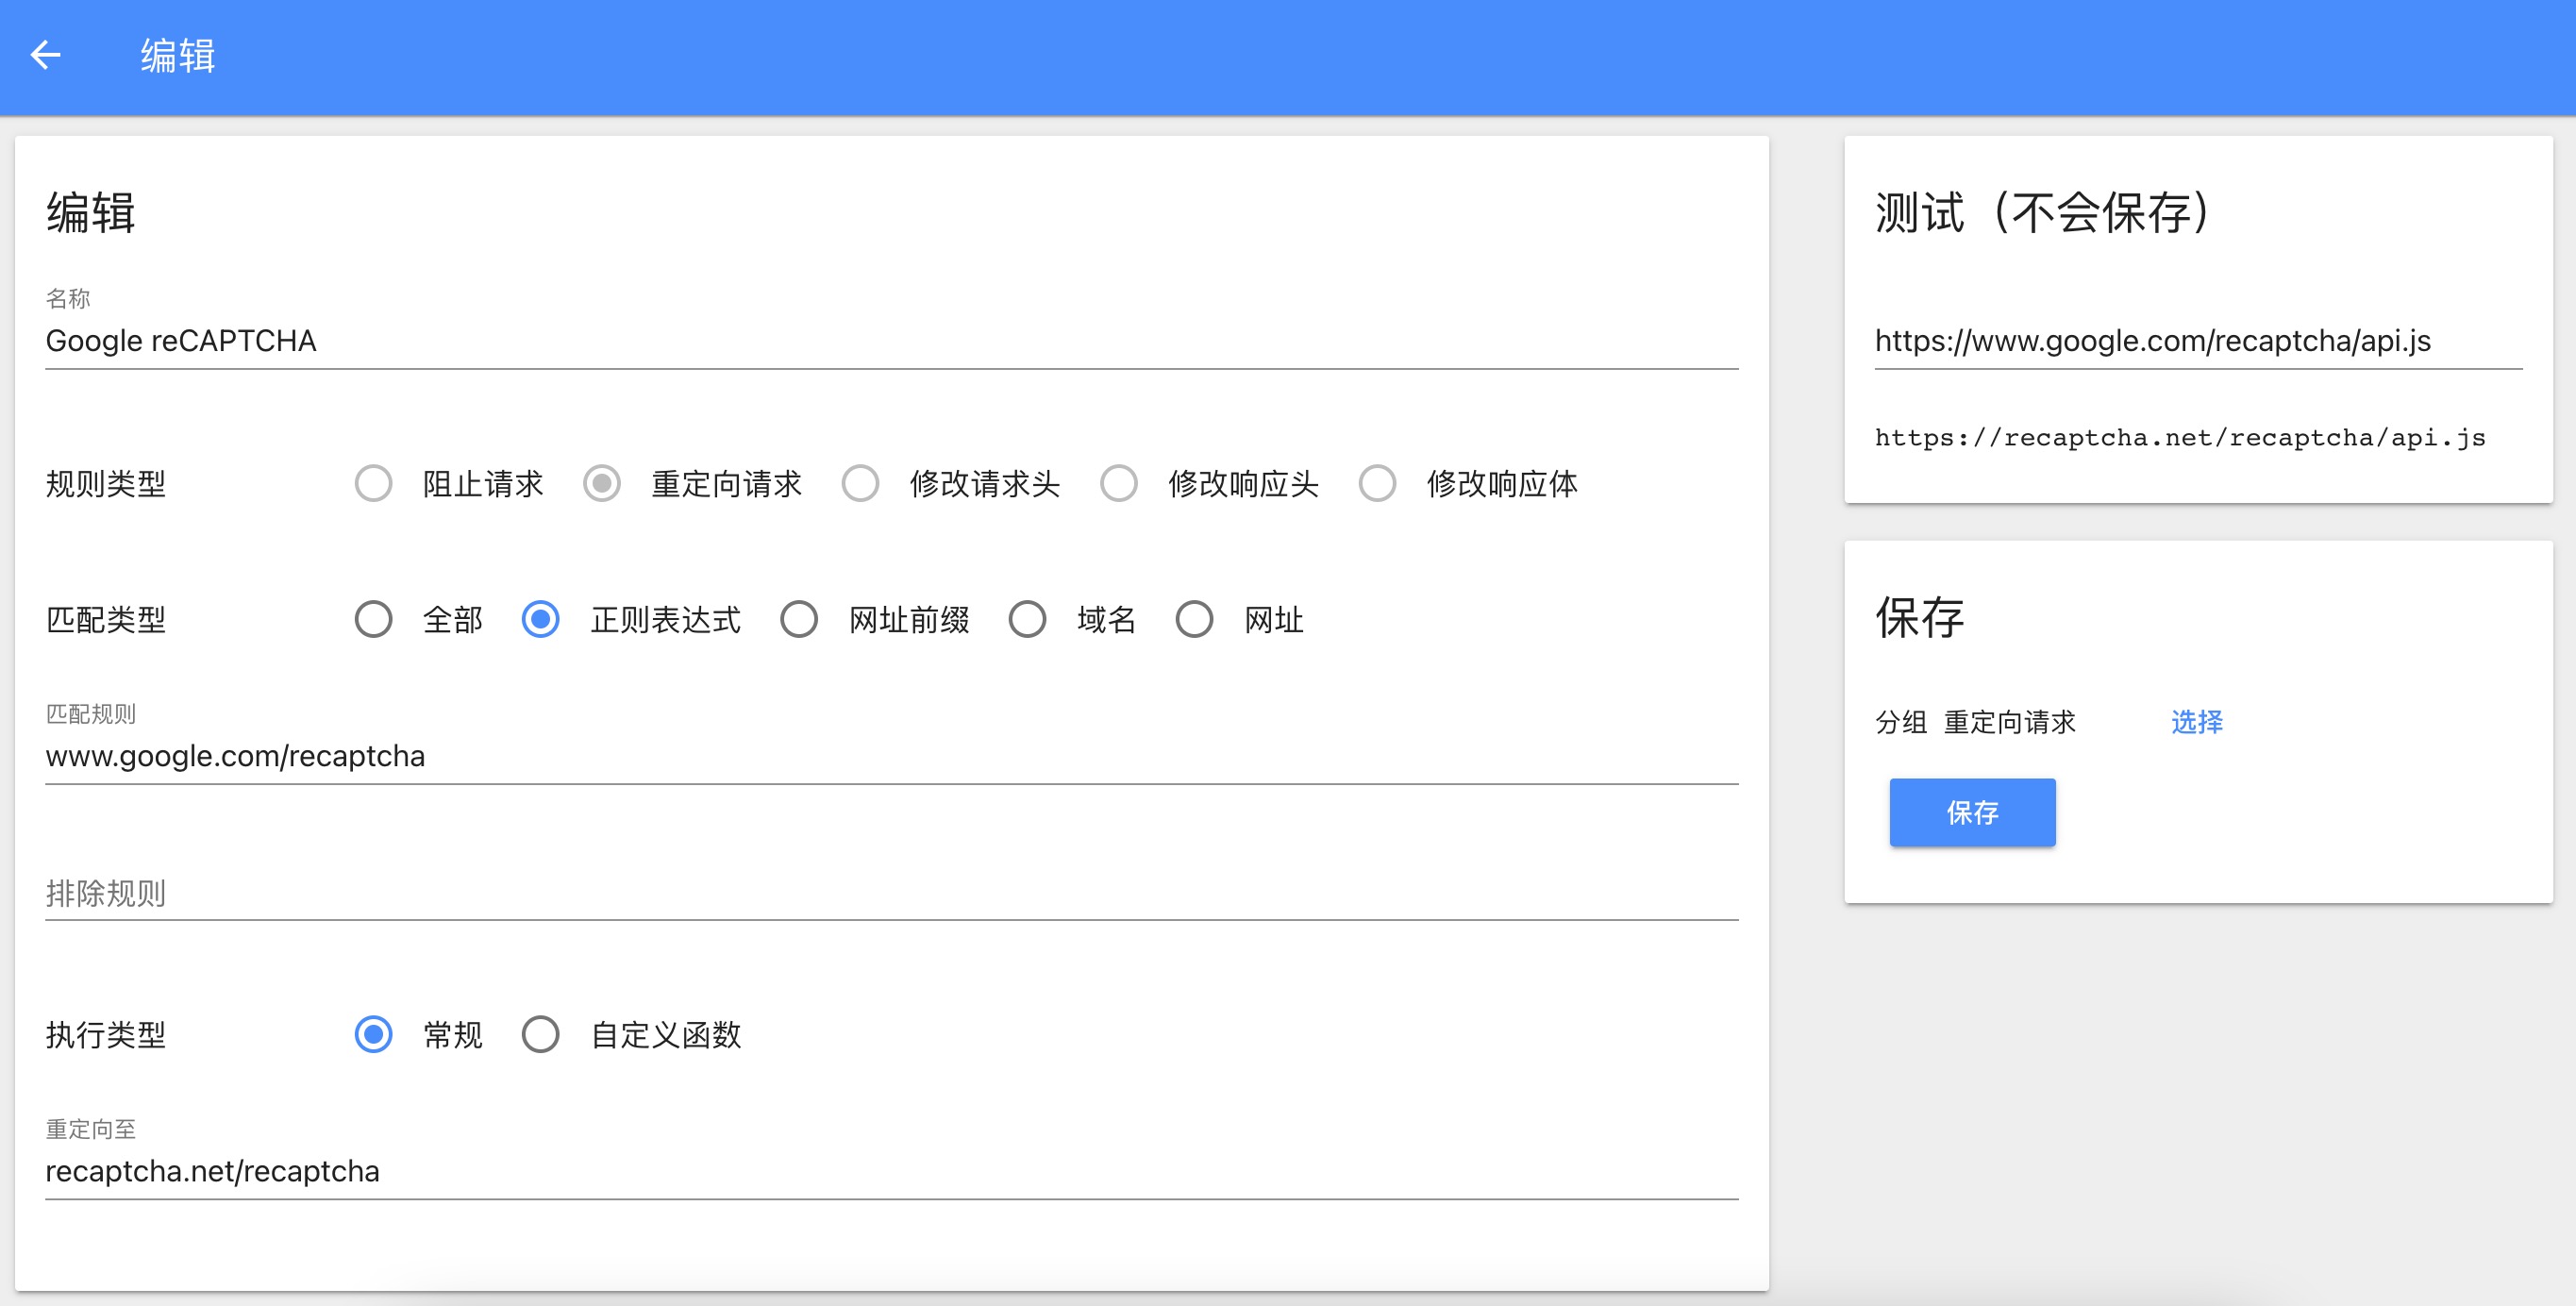 编辑
编辑
名称
Google reCAPTCHA
规则类型 阻止请求 重定向请求 修改请求头 修改响应头 修改响应体
匹配类型 全部 正则表达式 网址前缀 域名 网址
匹配规则
www.google.com/recaptcha
排除规则
执行类型 常规 自定义函数
重定向至
recaptcha.net/recaptcha
测试（不会保存）
https://www.google.com/recaptcha/api.js
https://recaptcha.net/recaptcha/api.js
保存
分组 重定向请求 选择
保存